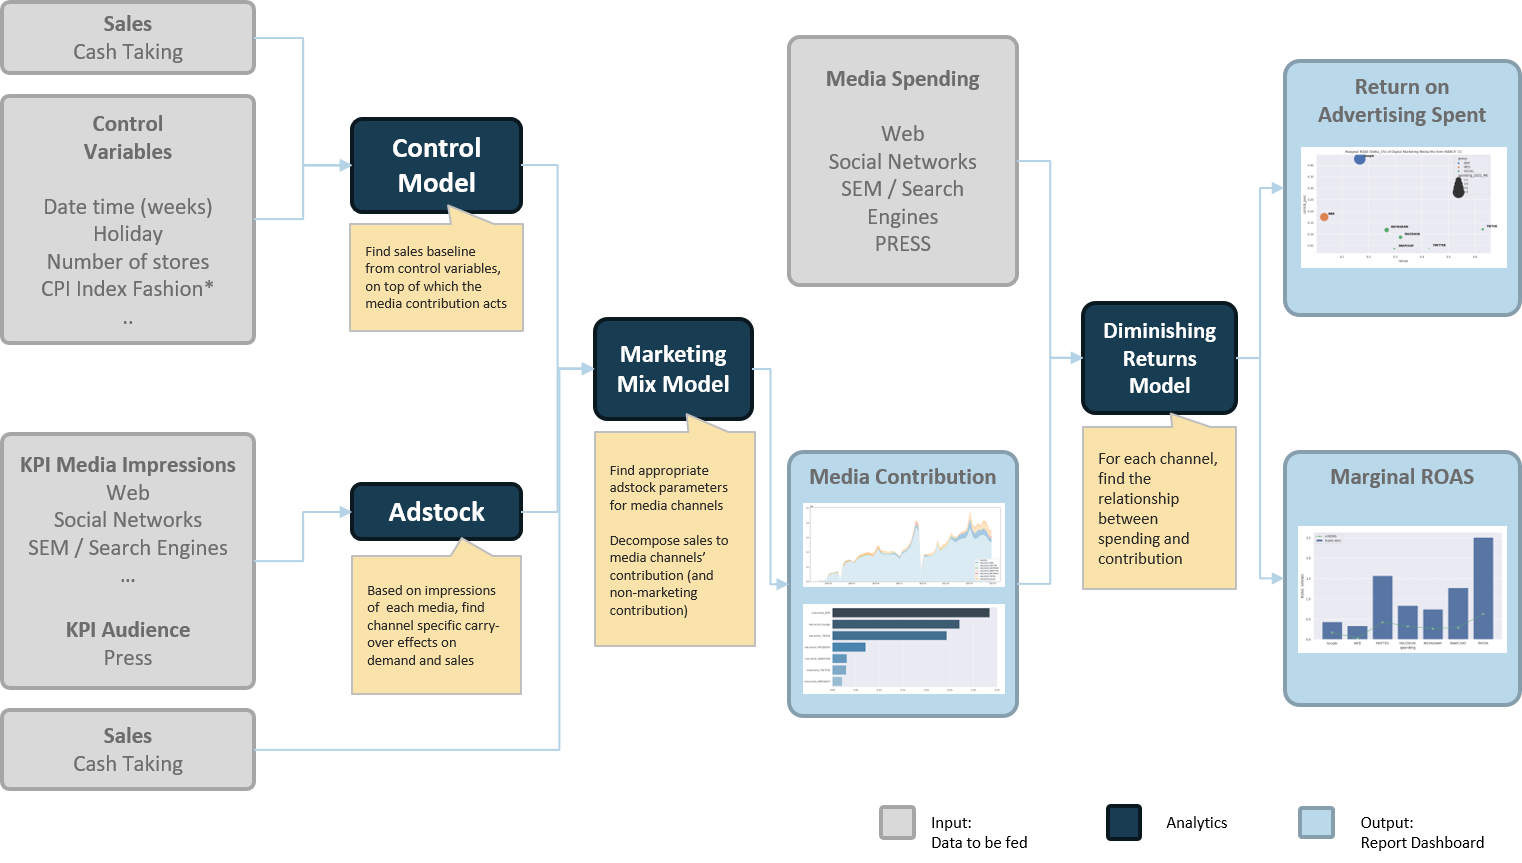 Sales
Cash Taking
Control
Variables
Date time (weeks)
Holiday
Number of stores
CPI Index Fashion*
..
Control
Model
Find sales baseline
from control variables,
on top of which the
media contribution acts
KPI Media Impressions
Web
Social Networks
SEM / Search Engines
...
KPI Audience
Press
Adstock
Based on impressions
of each media, find
channel specific carry-
over effects on
demand and sales
Sales
Cash Taking
Marketing
Mix Model
Find appropriate
adstock parameters
for media channels
Decompose sales to
media channels’
contribution (and
non-marketing
contribution)
Media Spending
Web
Social Networks
SEM / Search
Engines
PRESS
Media Contribution
Diminishing
Returns
Model
For each channel,
find the
relationship
between
spending and
contribution
Return on
Advertising Spent
Marginal ROAS
Input:
Data to be fed
Analytics
Output:
Report Dashboard